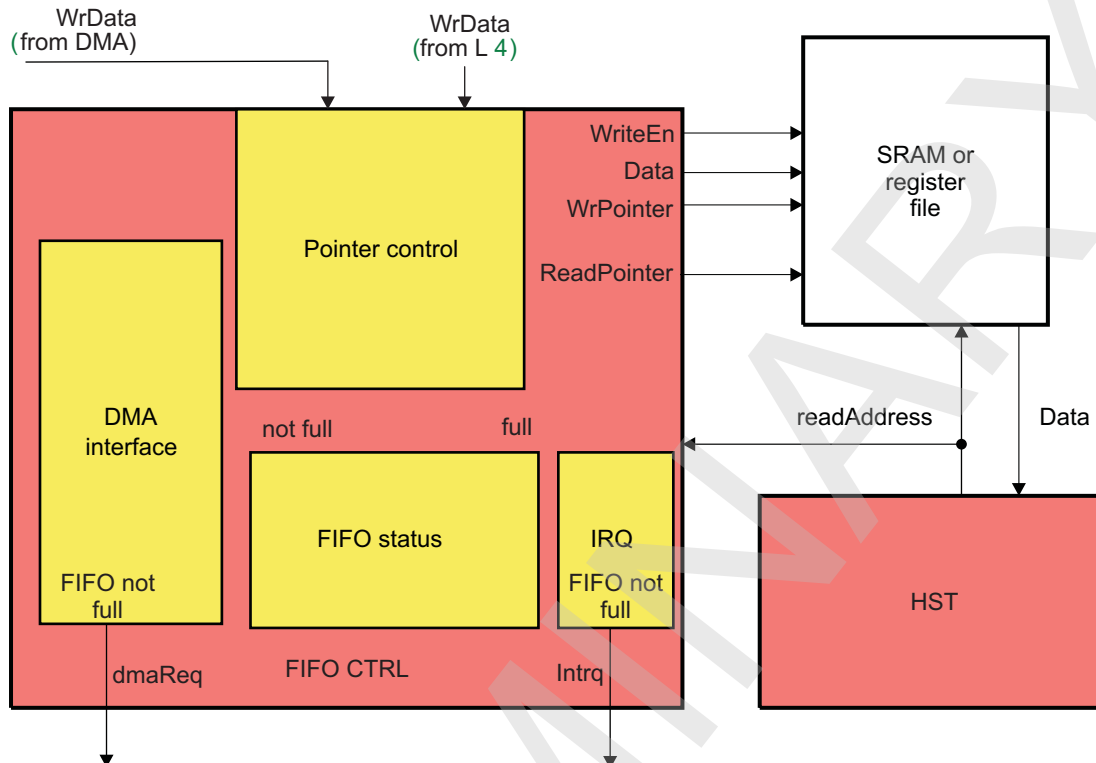 WrData
(from DMA)
WrData
(from L 4)
WriteEn
Data
WrPointer
ReadPointer
SRAM or
register
file
Pointer control
DMA
interface
not full
full
readAddress
Data
FIFO status
IRQ
FIFO not
full
FIFO not
full
HST
dmaReq
FIFO CTRL
Intrq
MINARY